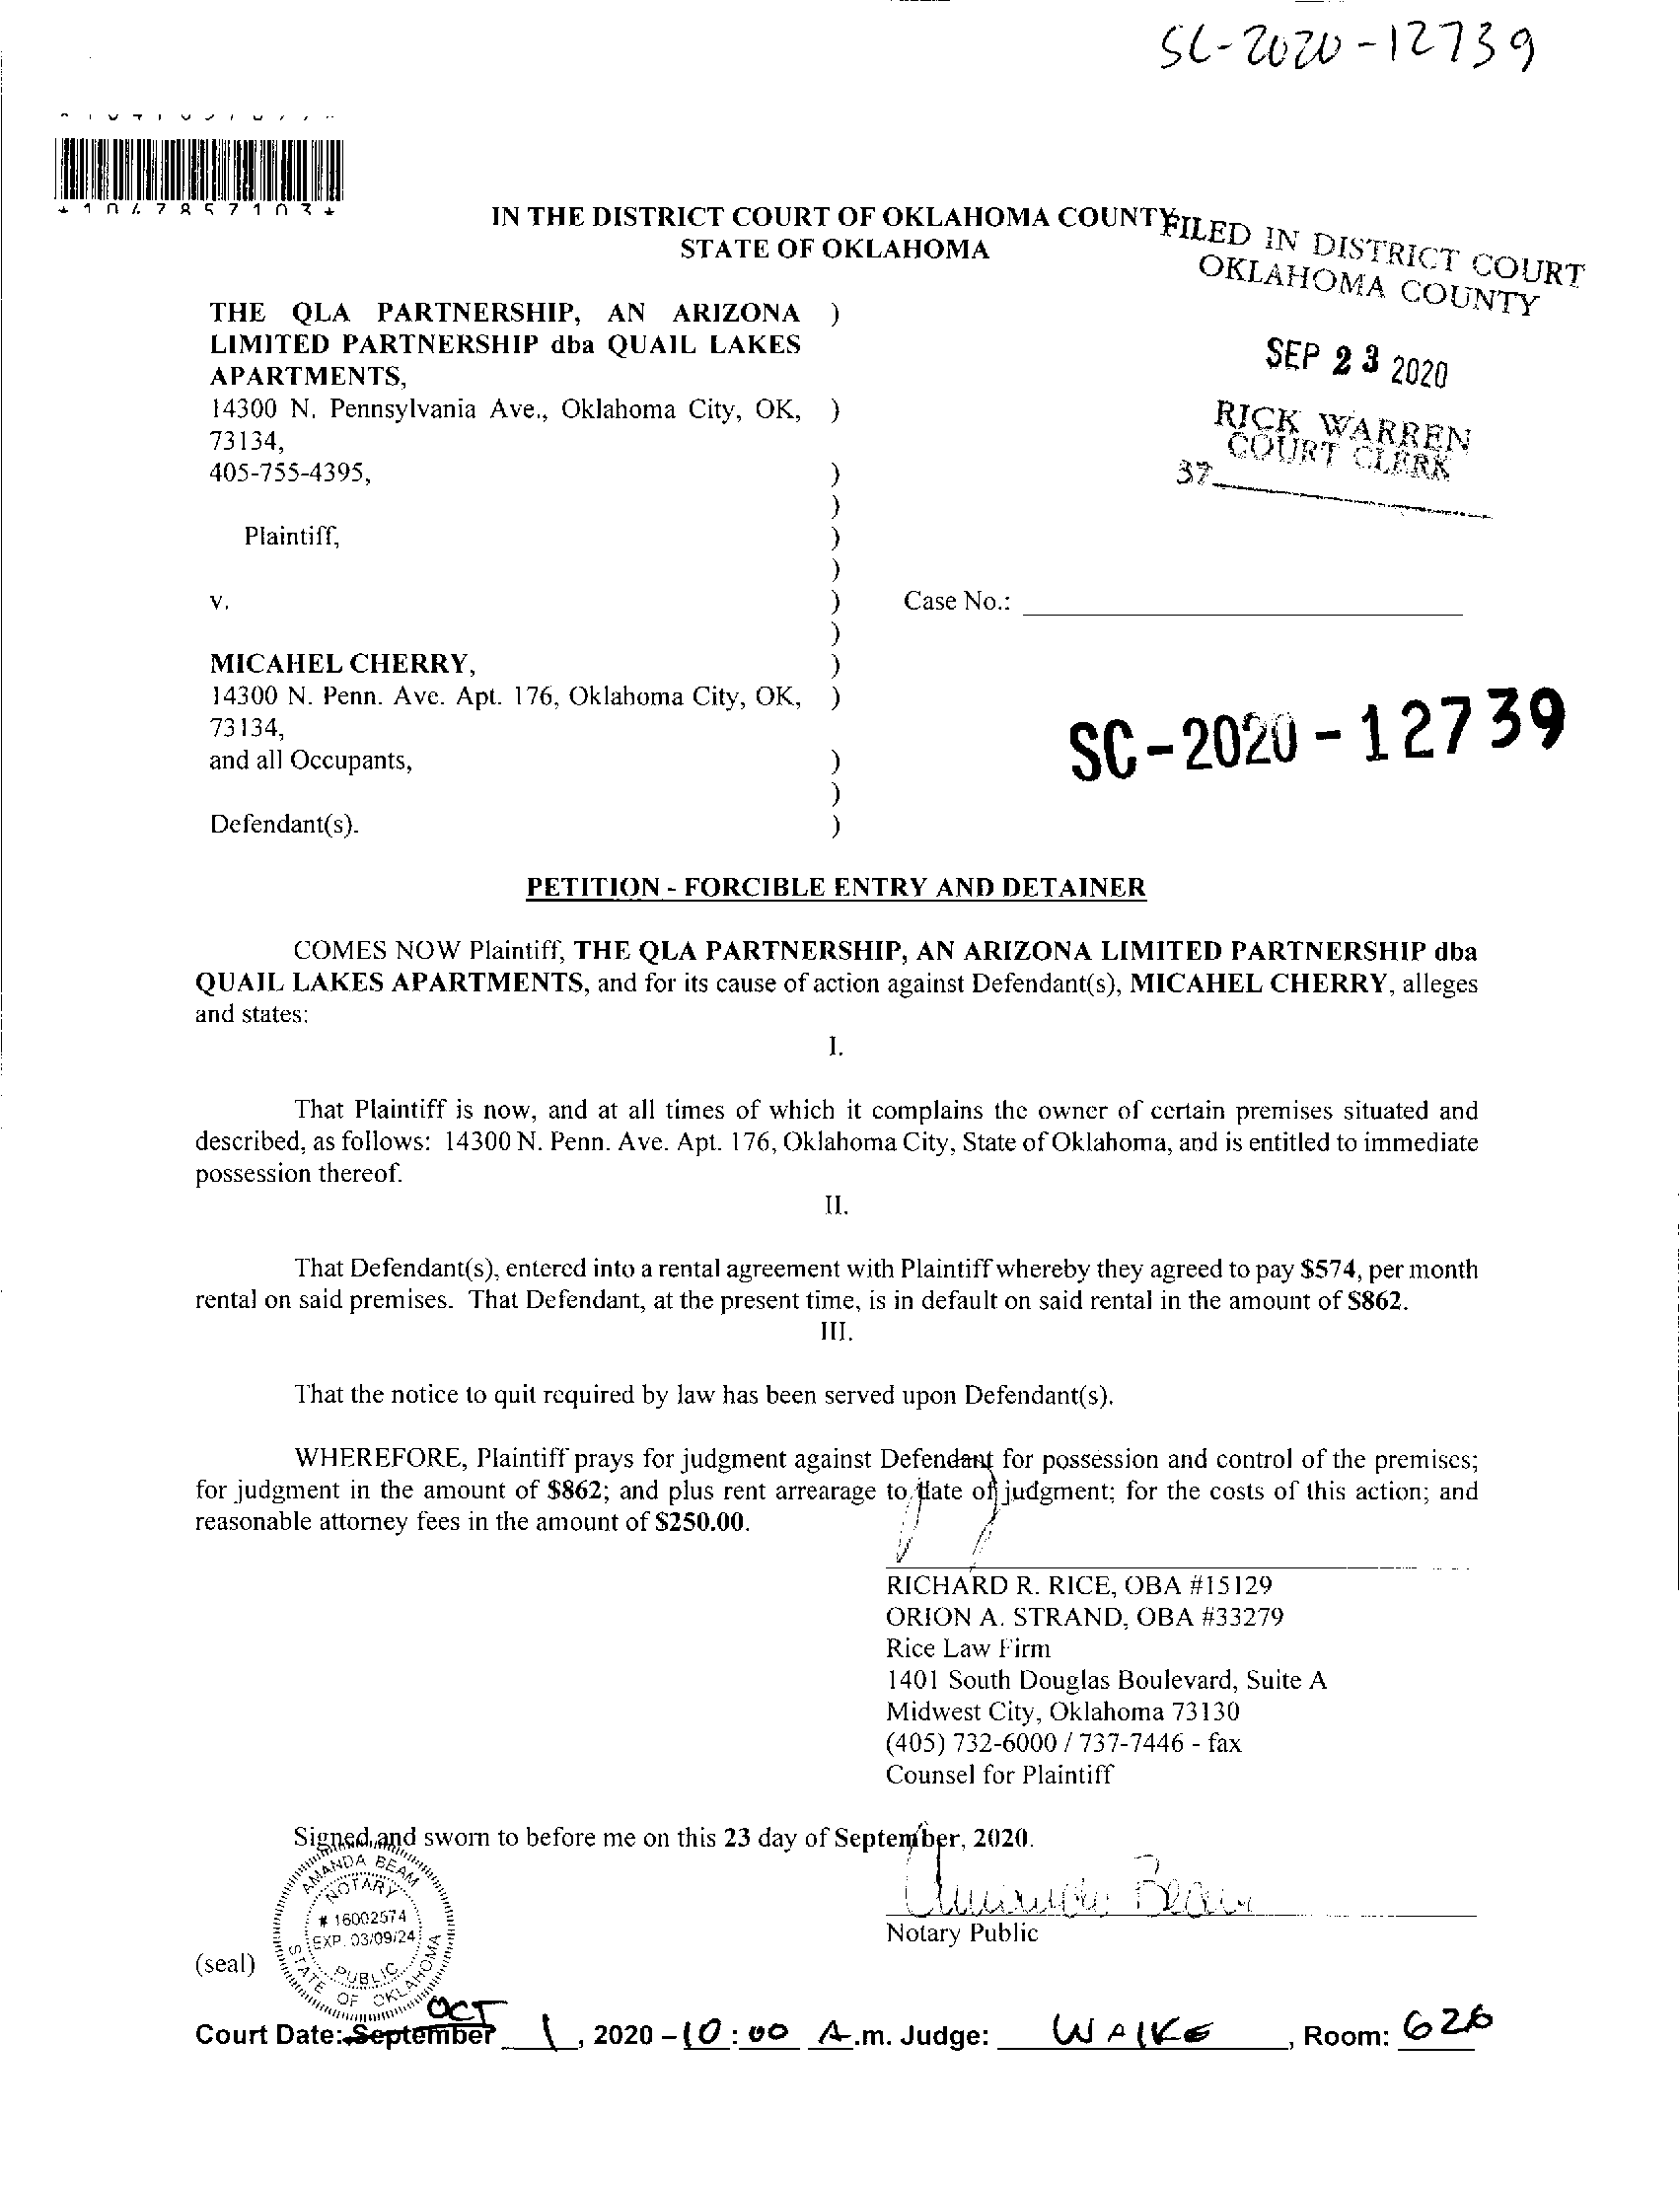 SC-2020-12739
*1047857103*
IN THE DISTRICT COURT OF OKLAHOMA COUNTY
STATE OF OKLAHOMA
FILED IN DISTRICT COURT
OKLAHOMA COUNTY
SEP 23 2020
RICK WARREN
COURT CLERK
37
THE QLA PARTNERSHIP, AN ARIZONA )
LIMITED PARTNERSHIP dba QUAIL LAKES
APARTMENTS,
14300 N. Pennsylvania Ave., Oklahoma City, OK, )
73134,
405-755-4395, )
)
Plaintiff, )
)
v. ) Case No.:
)
MICAHEL CHERRY, )
14300 N. Penn. Ave. Apt. 176, Oklahoma City, OK, )
73134,
and all Occupants, )
)
Defendant(s). )
SC-2020-12739
PETITION - FORCIBLE ENTRY AND DETAINER
COMES NOW Plaintiff, THE QLA PARTNERSHIP, AN ARIZONA LIMITED PARTNERSHIP dba
QUAIL LAKES APARTMENTS, and for its cause of action against Defendant(s), MICAHEL CHERRY, alleges
and states:
I.
That Plaintiff is now, and at all times of which it complains the owner of certain premises situated and
described, as follows: 14300 N. Penn. Ave. Apt. 176, Oklahoma City, State of Oklahoma, and is entitled to immediate
possession thereof.
II.
That Defendant(s), entered into a rental agreement with Plaintiff whereby they agreed to pay $574, per month
rental on said premises. That Defendant, at the present time, is in default on said rental in the amount of $862.
III.
That the notice to quit required by law has been served upon Defendant(s).
WHEREFORE, Plaintiff prays for judgment against Defendant for possession and control of the premises;
for judgment in the amount of $862; and plus rent arrearage to date of judgment; for the costs of this action; and
reasonable attorney fees in the amount of $250.00.
RICHARD R. RICE, OBA #15129
ORION A. STRAND, OBA #33279
Rice Law Firm
1401 South Douglas Boulevard, Suite A
Midwest City, Oklahoma 73130
(405) 732-6000 / 737-7446 - fax
Counsel for Plaintiff
Signed and sworn to before me on this 23 day of September, 2020.
Amanda Beam
Notary Public
AMANDA BEAM
NOTARY
# 16002574
EXP. 03/09/24
PUBLIC
STATE OF OKLAHOMA
(seal)
OCT
Court Date: September 1, 2020 - 10:00 A.m. Judge: WALKE, Room: 626